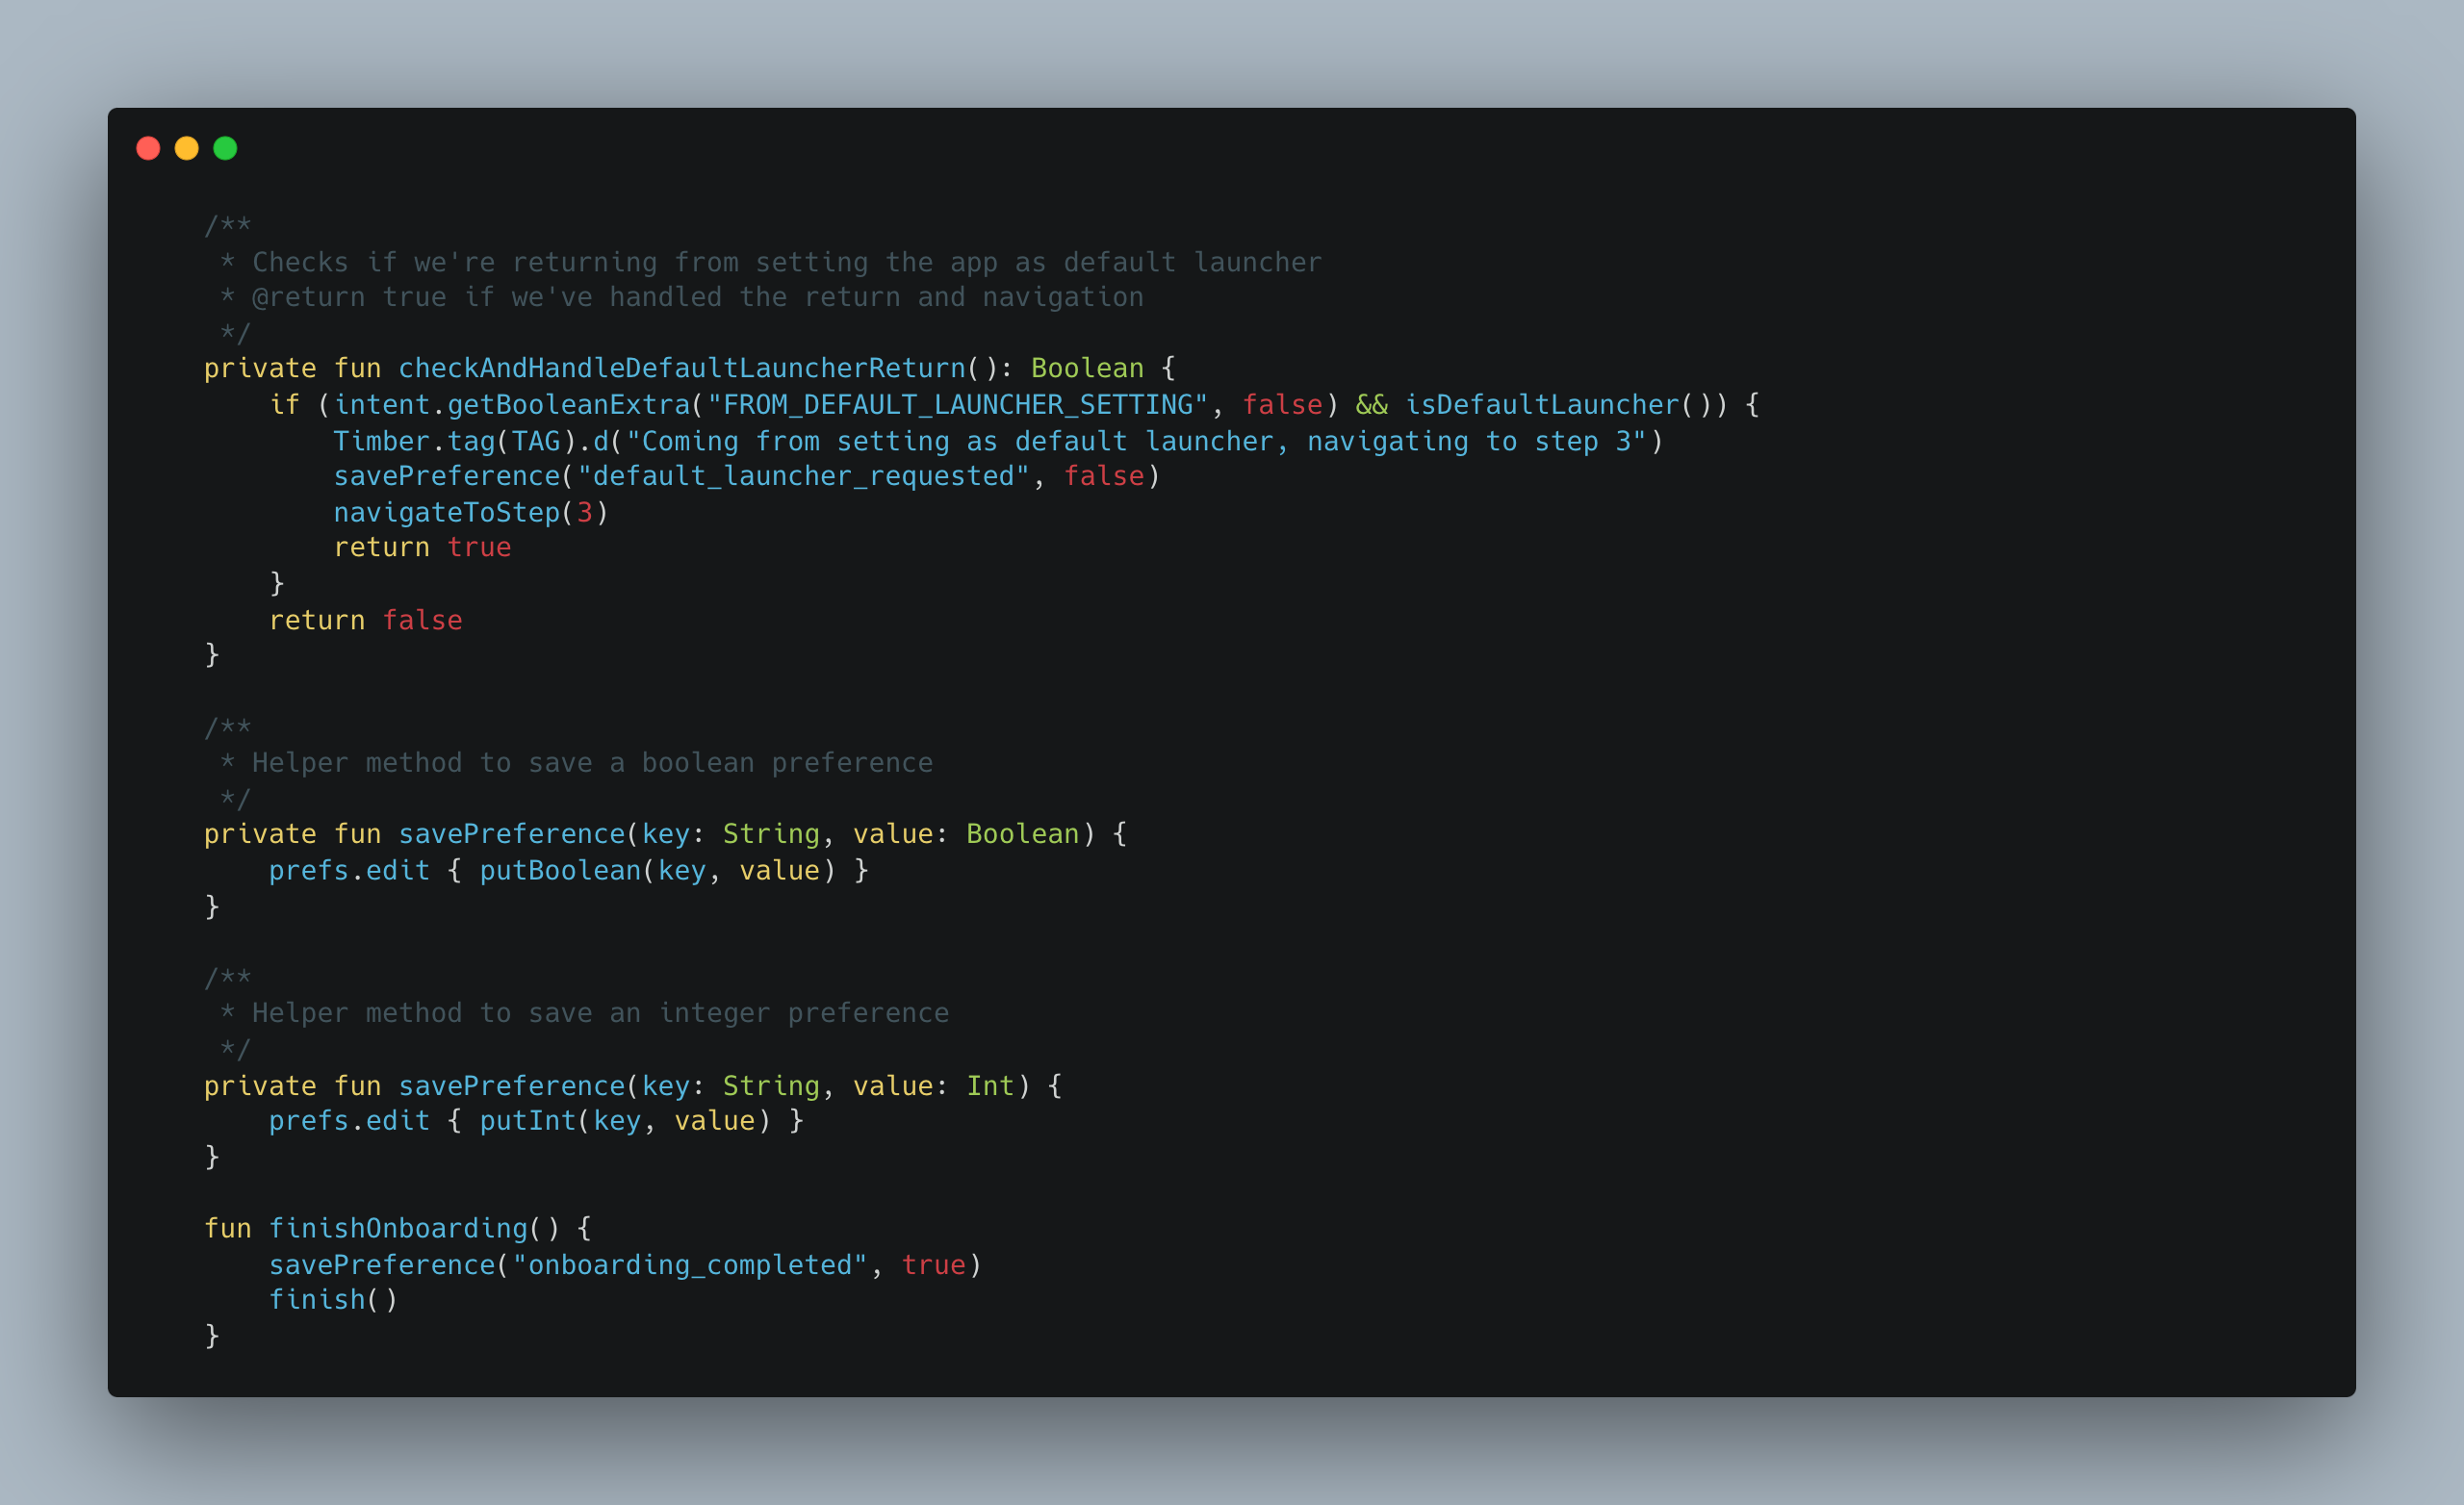 /**
 * Checks if we're returning from setting the app as default launcher
 * @return true if we've handled the return and navigation
 */
private fun checkAndHandleDefaultLauncherReturn(): Boolean {
    if (intent.getBooleanExtra("FROM_DEFAULT_LAUNCHER_SETTING", false) && isDefaultLauncher()) {
        Timber.tag(TAG).d("Coming from setting as default launcher, navigating to step 3")
        savePreference("default_launcher_requested", false)
        navigateToStep(3)
        return true
    }
    return false
}

/**
 * Helper method to save a boolean preference
 */
private fun savePreference(key: String, value: Boolean) {
    prefs.edit { putBoolean(key, value) }
}

/**
 * Helper method to save an integer preference
 */
private fun savePreference(key: String, value: Int) {
    prefs.edit { putInt(key, value) }
}

fun finishOnboarding() {
    savePreference("onboarding_completed", true)
    finish()
}